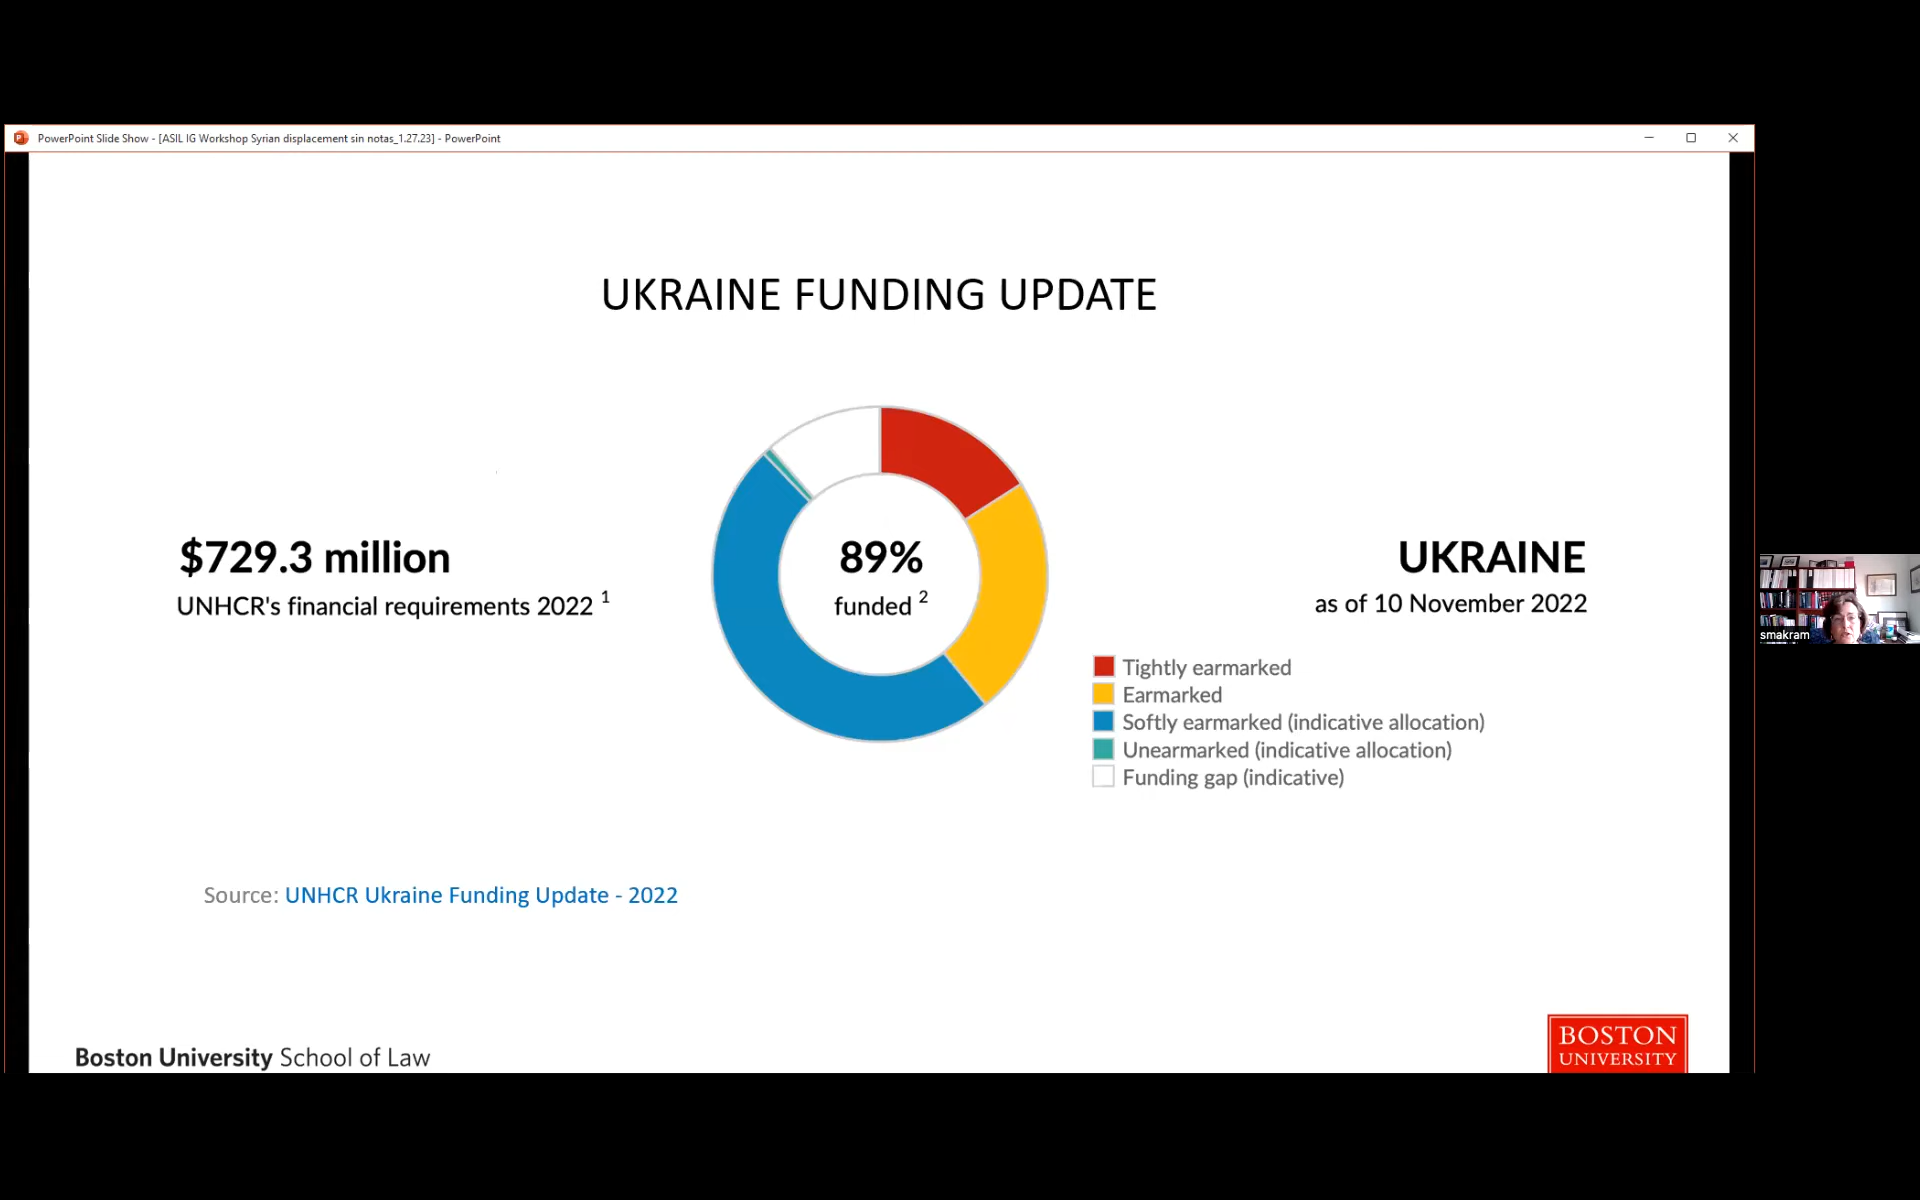 PowerPoint Slide Show - [ASIL IG Workshop Syrian displacement sin notas_1.27.23] - PowerPoint
UKRAINE FUNDING UPDATE
$729.3 million
UNHCR's financial requirements 2022 1
89%
funded 2
UKRAINE
as of 10 November 2022
Tightly earmarked
Earmarked
Softly earmarked (indicative allocation)
Unearmarked (indicative allocation)
Funding gap (indicative)
smakram
Source: UNHCR Ukraine Funding Update - 2022
Boston University School of Law
BOSTON
UNIVERSITY